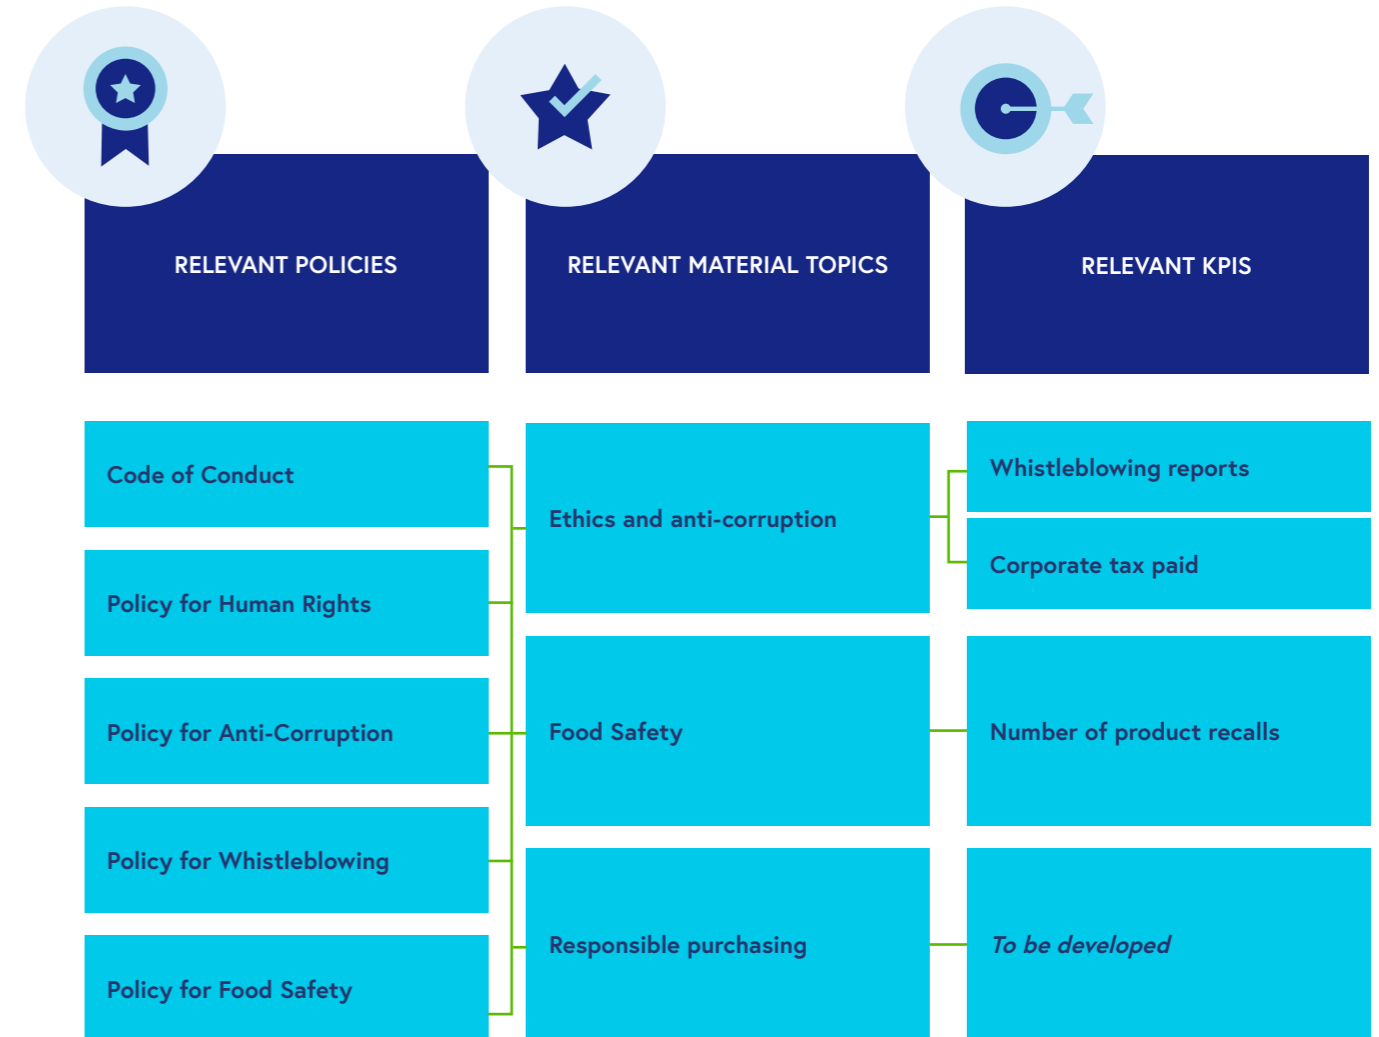 RELEVANT POLICIES
RELEVANT MATERIAL TOPICS
RELEVANT KPIS
Code of Conduct
Policy for Human Rights
Policy for Anti-Corruption
Policy for Whistleblowing
Policy for Food Safety
Ethics and anti-corruption
Food Safety
Responsible purchasing
Whistleblowing reports
Corporate tax paid
Number of product recalls
To be developed